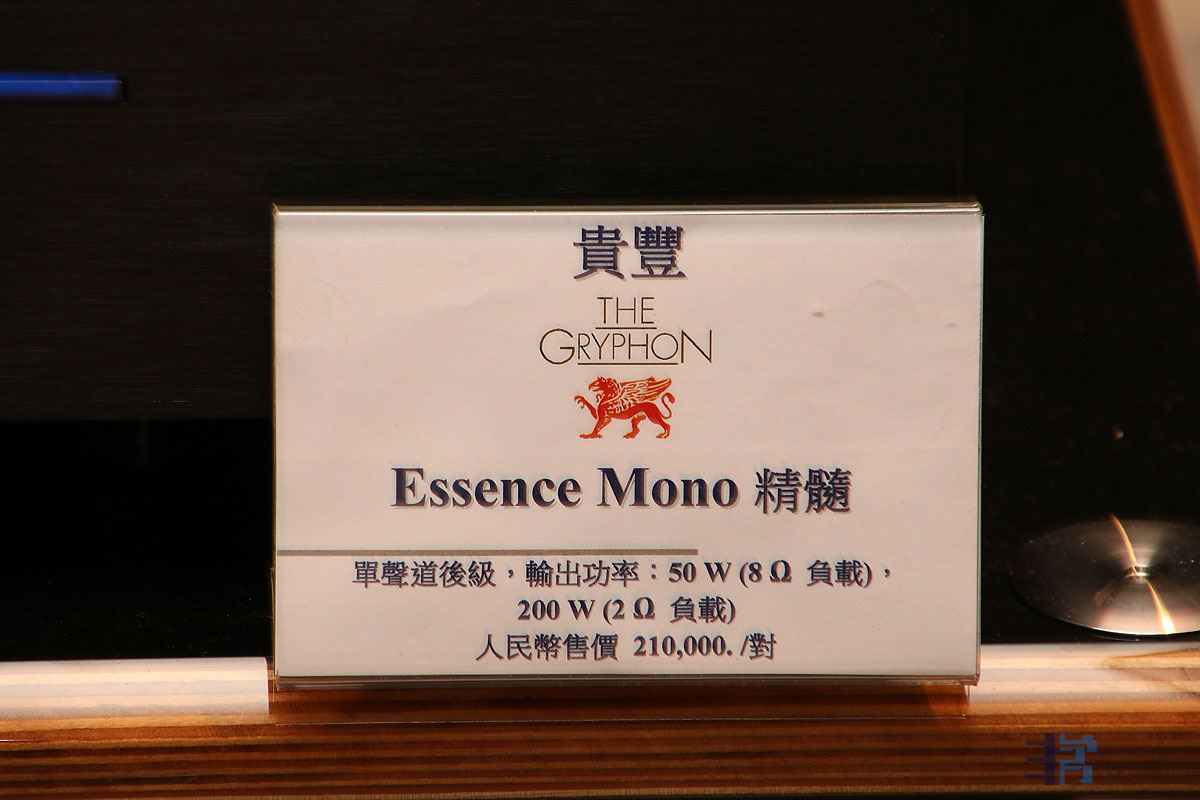 貴豐
THE
GRYPHON
Essence Mono 精髓
單聲道後級，輸出功率：50 W (8 Ω 負載)，
200 W (2 Ω 負載)
人民幣售價 210,000. /對